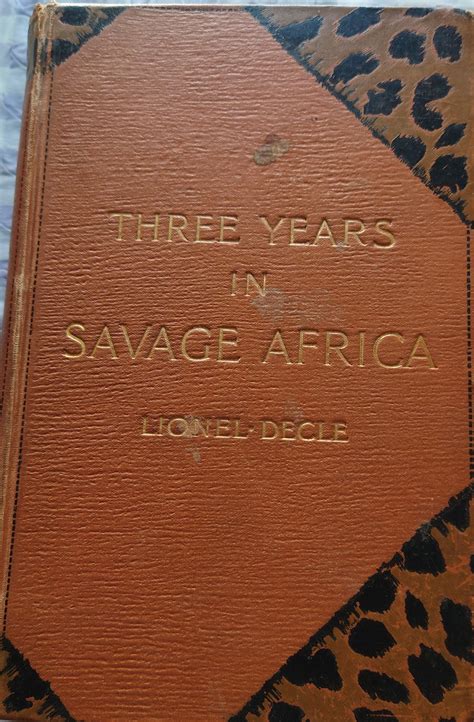 THREE YEARS
IN
SAVAGE AFRICA
LIONEL·DECLE